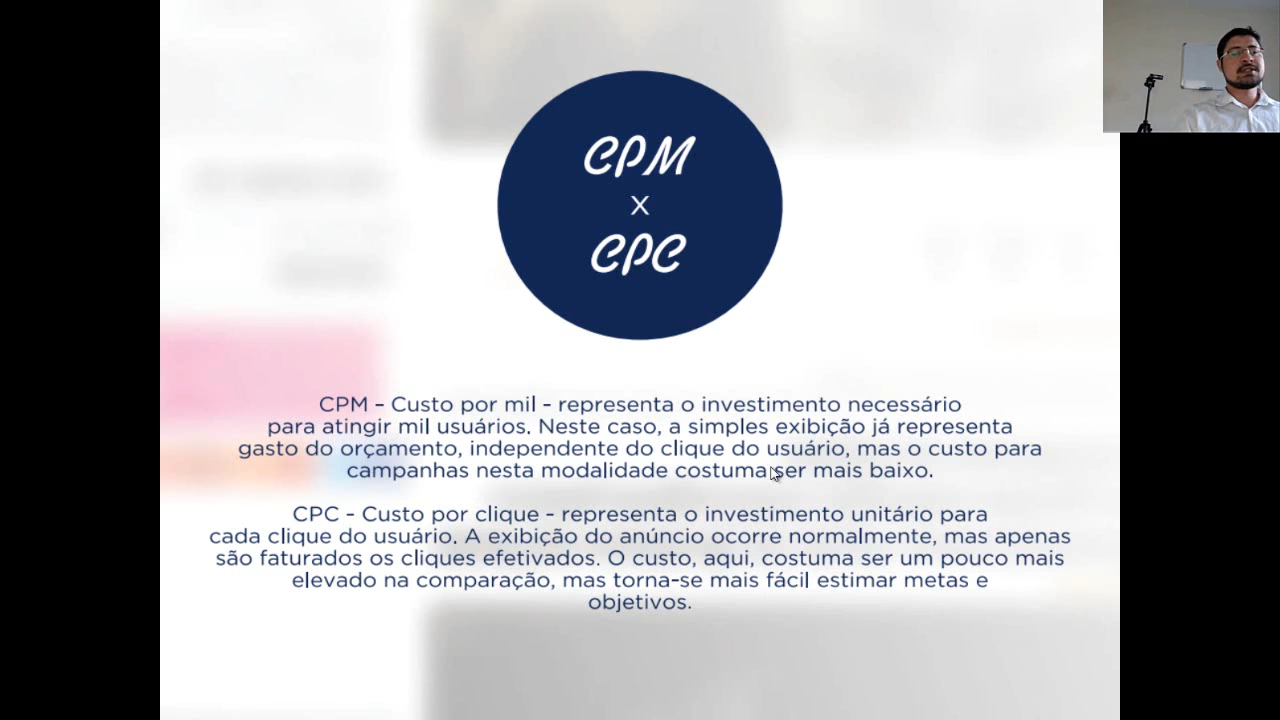 CPM
x
CPC
CPM – Custo por mil – representa o investimento necessário
para atingir mil usuários. Neste caso, a simples exibição já representa
gasto do orçamento, independente do clique do usuário, mas o custo para
campanhas nesta modalidade costuma ser mais baixo.
CPC – Custo por clique – representa o investimento unitário para
cada clique do usuário. A exibição do anúncio ocorre normalmente, mas apenas
são faturados os cliques efetivados. O custo, aqui, costuma ser um pouco mais
elevado na comparação, mas torna-se mais fácil estimar metas e
objetivos.